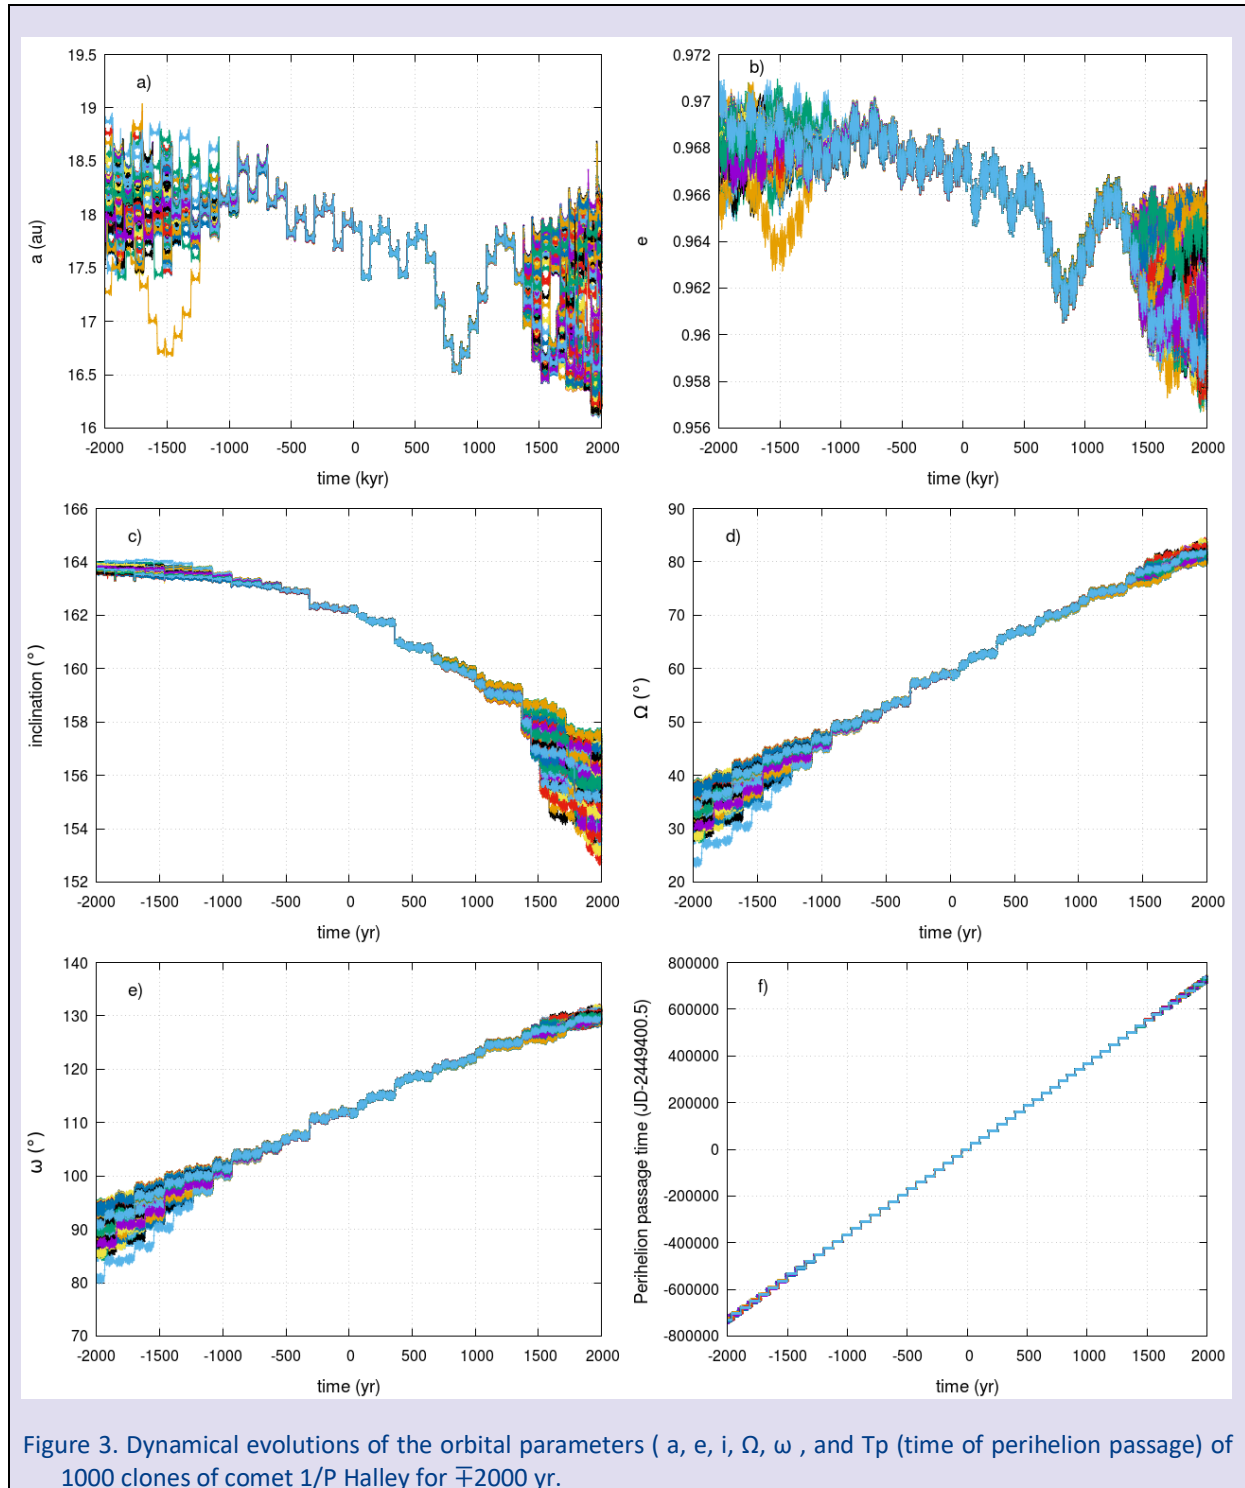 19.5
19
18.5
18
17.5
17
16.5
16
a (au)
a)
-2000 -1500 -1000 -500 0 500 1000 1500 2000
time (kyr)
0.972
0.97
0.968
0.966
0.964
0.962
0.96
0.958
0.956
e
b)
-2000 -1500 -1000 -500 0 500 1000 1500 2000
time (kyr)
166
164
162
160
158
156
154
152
inclination (°)
c)
-2000 -1500 -1000 -500 0 500 1000 1500 2000
time (yr)
90
80
70
60
50
40
30
20
Ω (°)
d)
-2000 -1500 -1000 -500 0 500 1000 1500 2000
time (yr)
140
130
120
110
100
90
80
70
ω (°)
e)
-2000 -1500 -1000 -500 0 500 1000 1500 2000
time (yr)
800000
600000
400000
200000
0
-200000
-400000
-600000
-800000
Perihelion passage time (JD-2449400.5)
f)
-2000 -1500 -1000 -500 0 500 1000 1500 2000
time (yr)
Figure 3. Dynamical evolutions of the orbital parameters ( a, e, i, Ω, ω , and Tp (time of perihelion passage) of
1000 clones of comet 1/P Halley for ∓2000 yr.